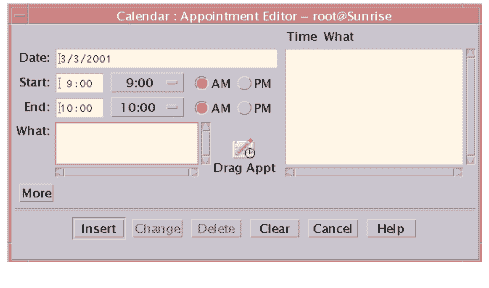 Calendar : Appointment Editor – root@Sunrise
Time What
Date: 3/3/2001
Start: 9:00 9:00 AM PM
End: 10:00 10:00 AM PM
What:
Drag Appt
More
Insert Change Delete Clear Cancel Help